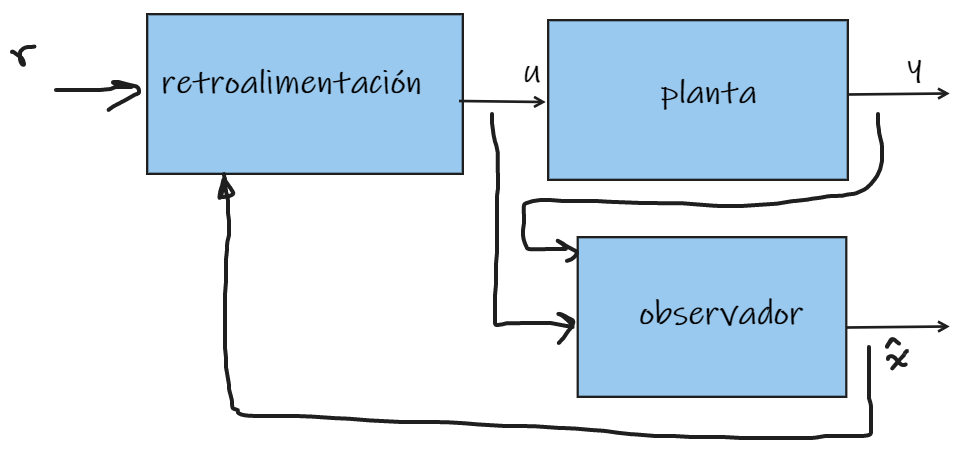 r
retroalimentación
u
planta
y
observador
x̂